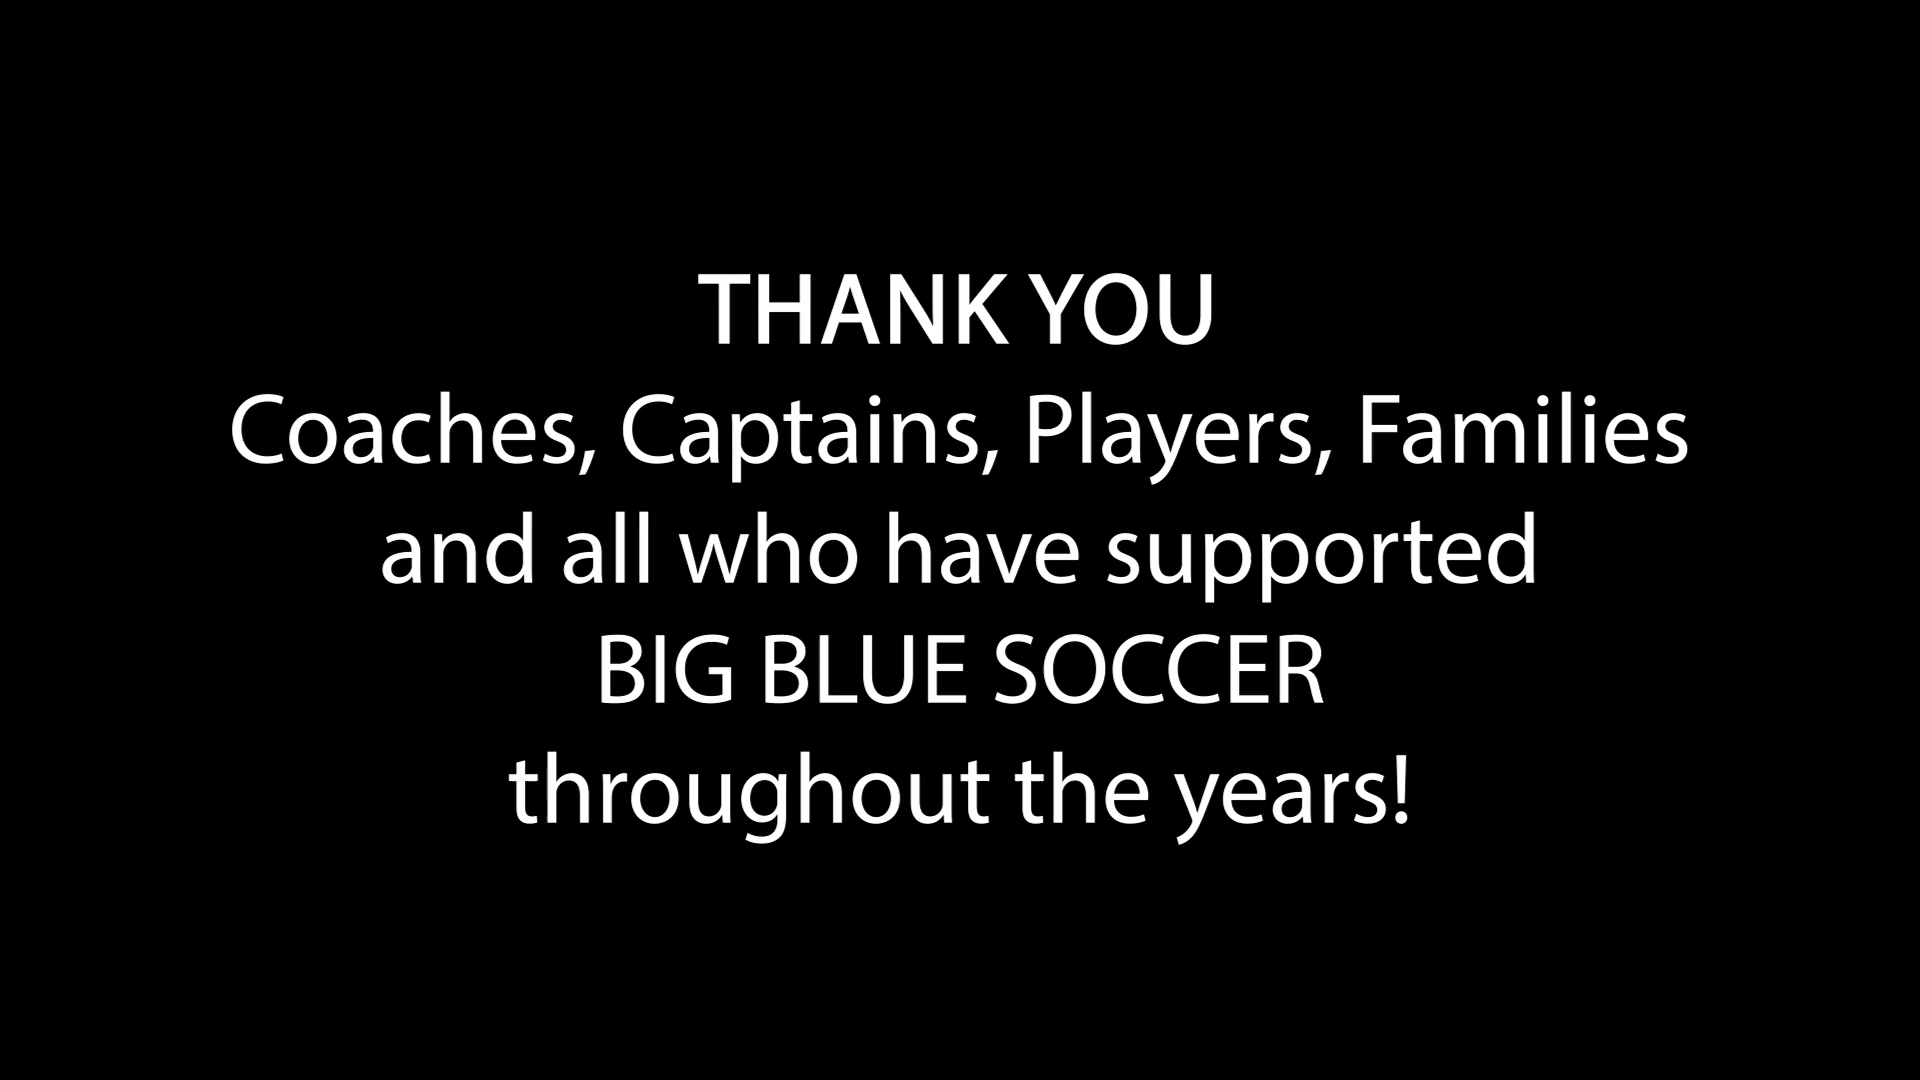 THANK YOU
Coaches, Captains, Players, Families
and all who have supported
BIG BLUE SOCCER
throughout the years!